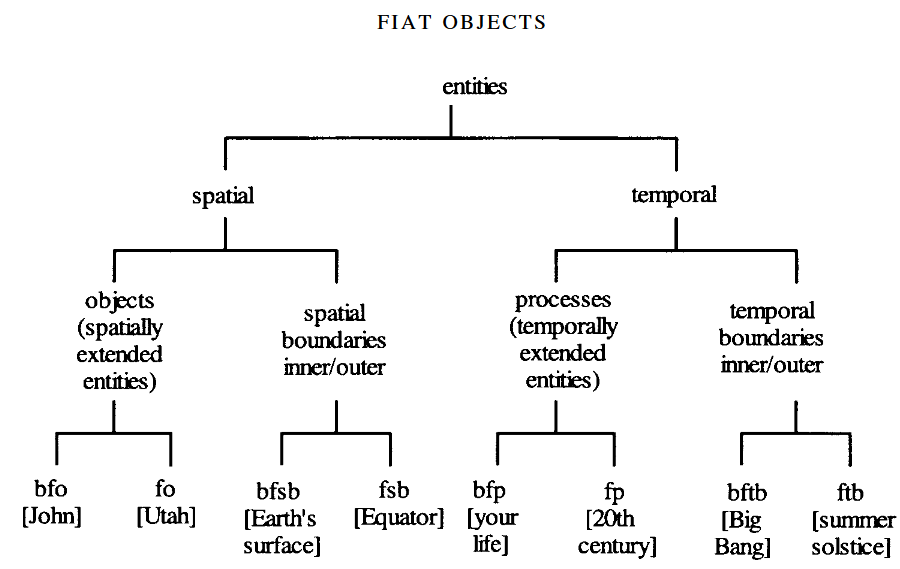 FIAT OBJECTS
entities
spatial
temporal
objects
(spatially
extended
entities)
spatial
boundaries
inner/outer
processes
(temporally
extended
entities)
temporal
boundaries
inner/outer
bfo
[John]
fo
[Utah]
bfsb
[Earth's
surface]
fsb
[Equator]
bfp
[your
life]
fp
[20th
century]
bftb
[Big
Bang]
ftb
[summer
solstice]